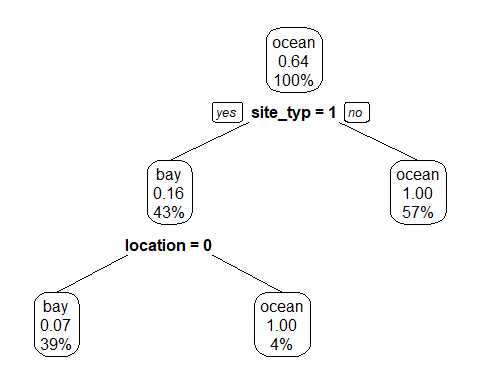 ocean
0.64
100%
yes site_typ = 1 no
bay
0.16
43%
ocean
1.00
57%
location = 0
bay
0.07
39%
ocean
1.00
4%